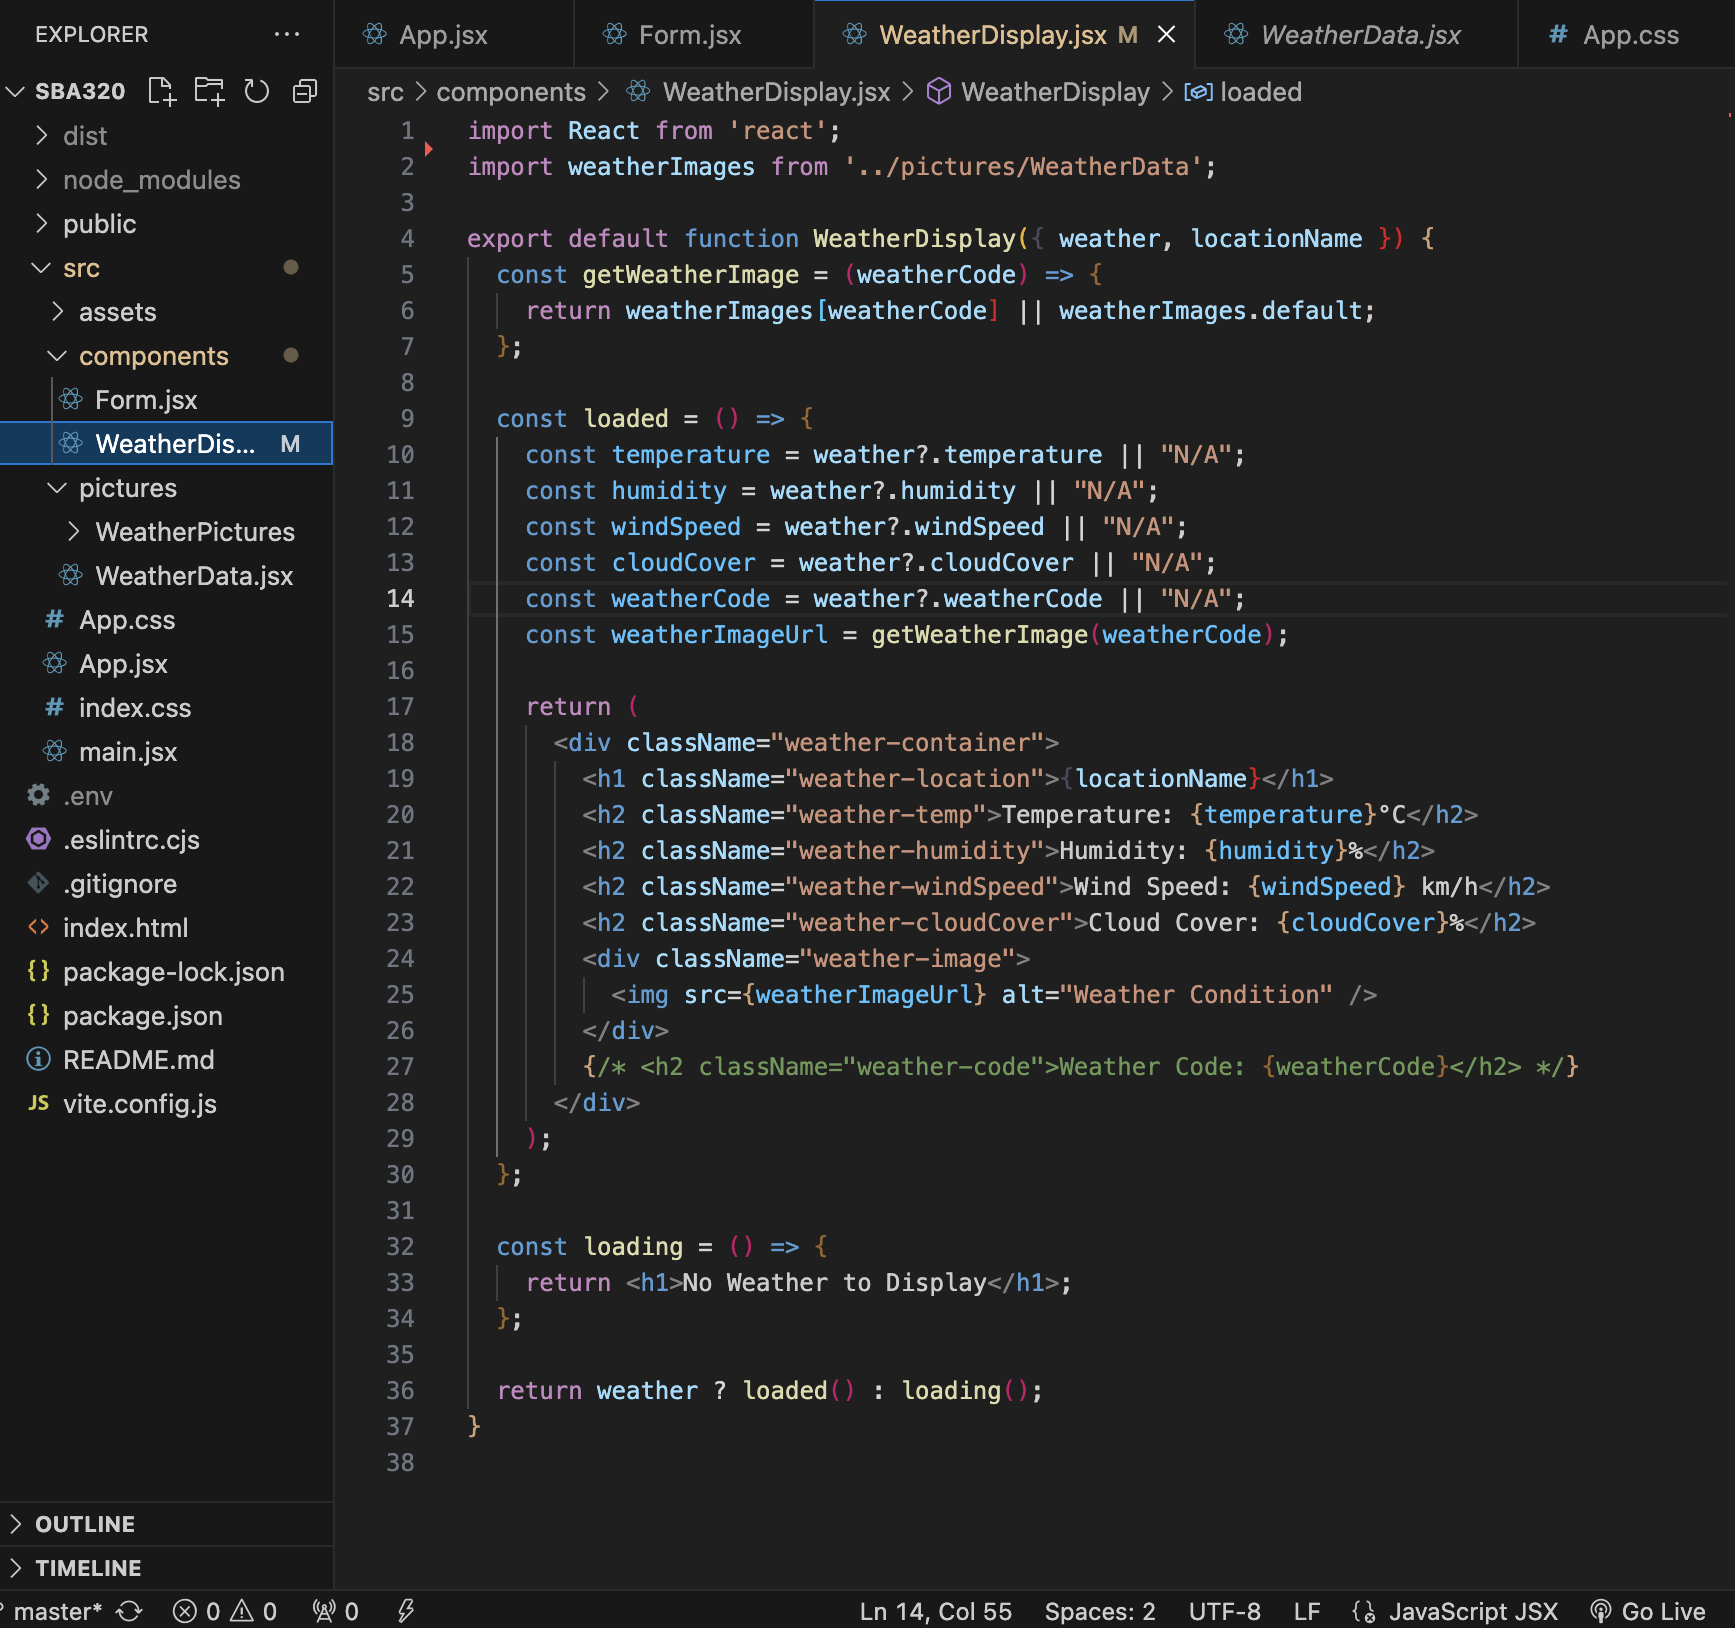 EXPLORER
SBA320
dist
node_modules
public
src
assets
components
Form.jsx
WeatherDis... M
pictures
WeatherPictures
WeatherData.jsx
App.css
App.jsx
index.css
main.jsx
.env
.eslintrc.cjs
.gitignore
index.html
package-lock.json
package.json
README.md
JS vite.config.js
OUTLINE
TIMELINE
App.jsx Form.jsx WeatherDisplay.jsx M WeatherData.jsx # App.css
src > components > WeatherDisplay.jsx > WeatherDisplay > loaded
1 import React from 'react';
2 import weatherImages from '../pictures/WeatherData';
3
4 export default function WeatherDisplay({ weather, locationName }) {
5   const getWeatherImage = (weatherCode) => {
6     return weatherImages[weatherCode] || weatherImages.default;
7   };
8
9   const loaded = () => {
10     const temperature = weather?.temperature || "N/A";
11     const humidity = weather?.humidity || "N/A";
12     const windSpeed = weather?.windSpeed || "N/A";
13     const cloudCover = weather?.cloudCover || "N/A";
14     const weatherCode = weather?.weatherCode || "N/A";
15     const weatherImageUrl = getWeatherImage(weatherCode);
16
17     return (
18       <div className="weather-container">
19         <h1 className="weather-location">{locationName}</h1>
20         <h2 className="weather-temp">Temperature: {temperature}°C</h2>
21         <h2 className="weather-humidity">Humidity: {humidity}%</h2>
22         <h2 className="weather-windSpeed">Wind Speed: {windSpeed} km/h</h2>
23         <h2 className="weather-cloudCover">Cloud Cover: {cloudCover}%</h2>
24         <div className="weather-image">
25           <img src={weatherImageUrl} alt="Weather Condition" />
26         </div>
27         {/* <h2 className="weather-code">Weather Code: {weatherCode}</h2> */}
28       </div>
29     );
30   };
31
32   const loading = () => {
33     return <h1>No Weather to Display</h1>;
34   };
35
36   return weather ? loaded() : loading();
37 }
38
master* 0 0 0 Ln 14, Col 55 Spaces: 2 UTF-8 LF JavaScript JSX Go Live